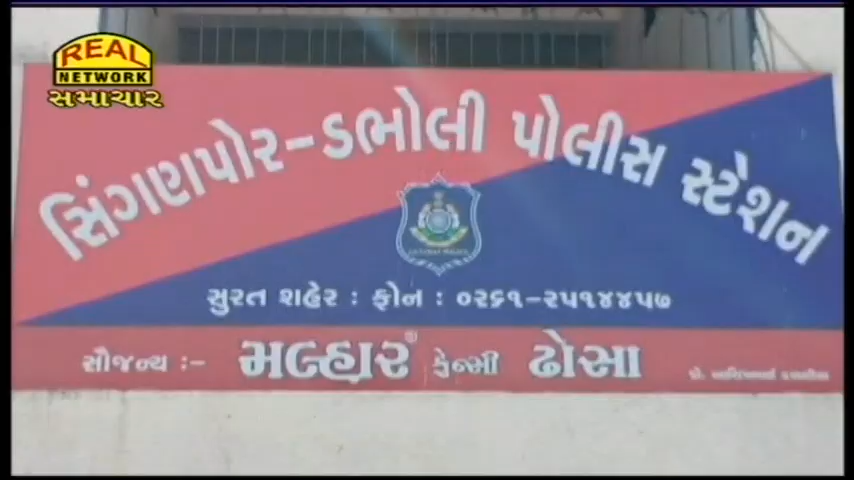 REAL
NETWORK
સમાચાર
સિંગણપોર-ડભોલી પોલીસ સ્ટેશન
સુરત શહેર : ફોન : ૦૨૬૧-૨૫૧૪૪૫૭
સૌજન્ય :- મલ્હાર® ફેન્સી ઢોસા